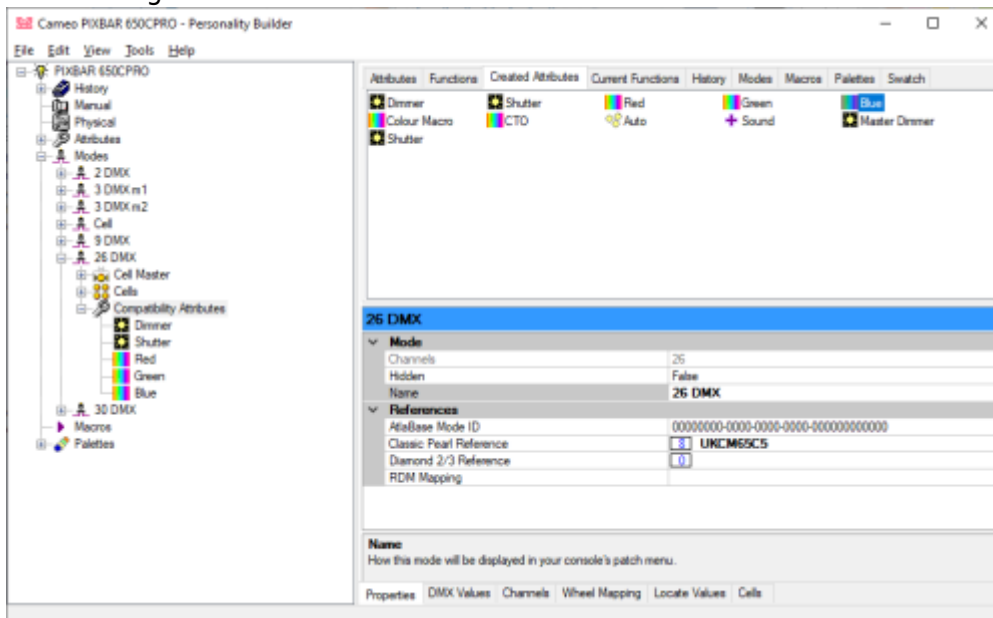 Cameo PIXBAR 650CPRO - Personality Builder
File Edit View Tools Help
PIXBAR 650CPRO
History
Manual
Physical
Attributes
Modes
2 DMX
3 DMX m1
3 DMX m2
Cell
9 DMX
26 DMX
Cell Master
Cells
Compatibility Attributes
Dimmer
Shutter
Red
Green
Blue
30 DMX
Macros
Palettes
Attributes Functions Created Attributes Current Functions History Modes Macros Palettes Swatch
Dimmer Shutter Red Green Blue
Colour Macro CTO Auto Sound Master Dimmer
Shutter
26 DMX
Mode
Channels 26
Hidden False
Name 26 DMX
References
AtlaBase Mode ID 00000000-0000-0000-0000-000000000000
Classic Pearl Reference 8 UKCM65C5
Diamond 2/3 Reference 0
RDM Mapping
Name
How this mode will be displayed in your console's patch menu.
Properties DMX Values Channels Wheel Mapping Locate Values Cells